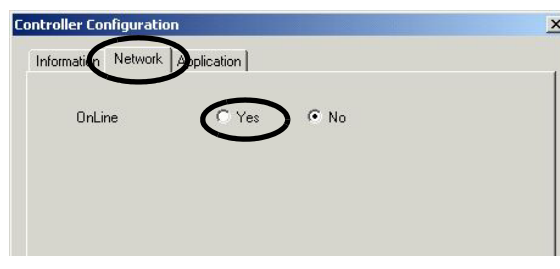 Controller Configuration
Information Network Application
OnLine Yes No